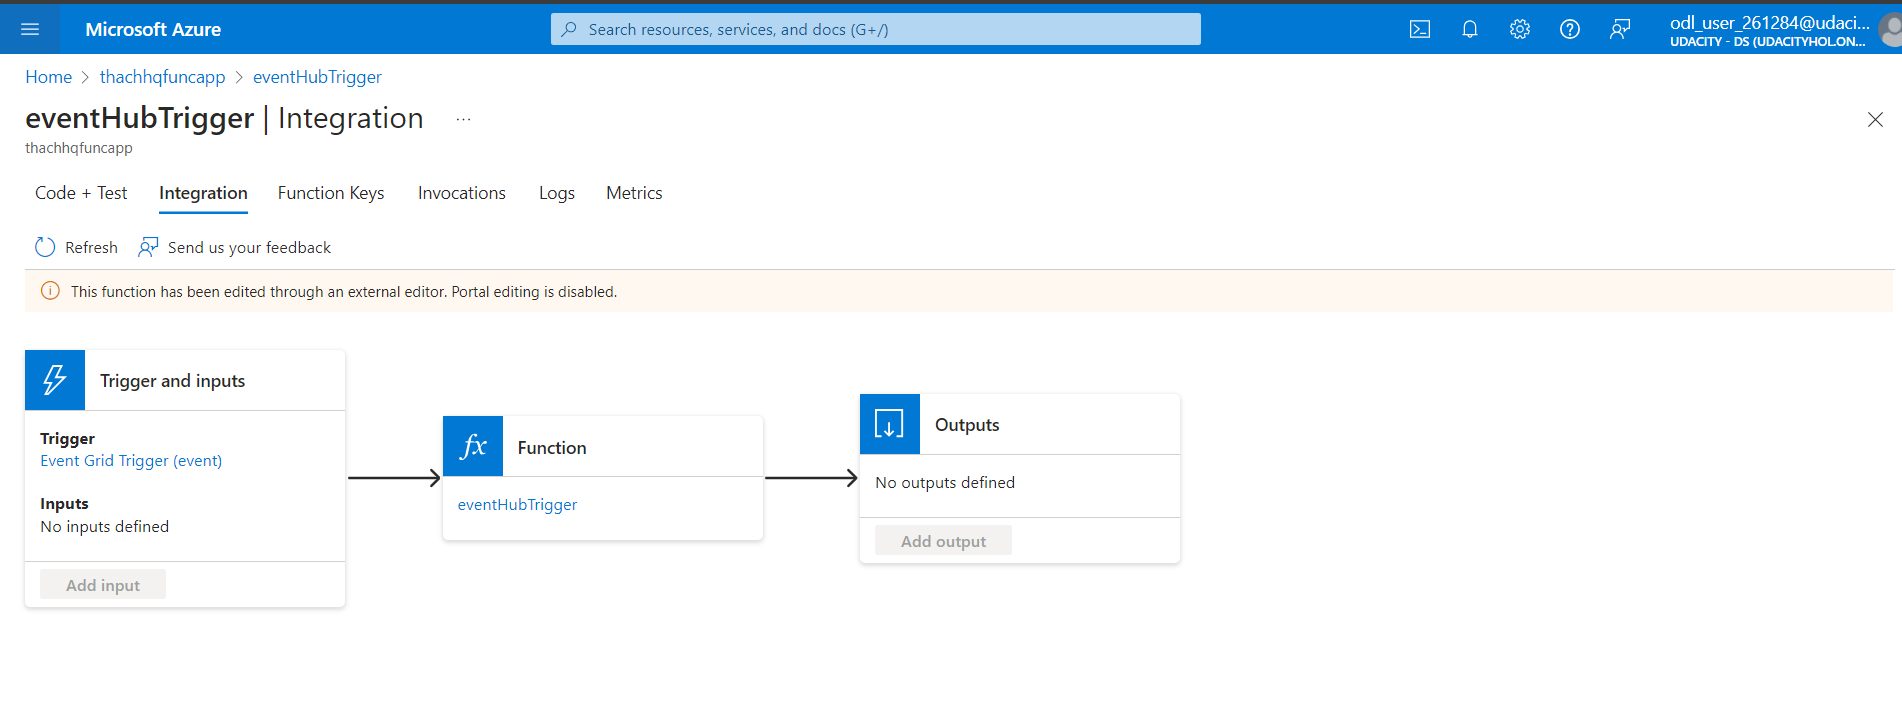 Microsoft Azure
Search resources, services, and docs (G+/)
odl_user_261284@udaci...
UDACITY - DS (UDACITYHOL.ON...
Home > thachhqfuncapp > eventHubTrigger
eventHubTrigger | Integration ...
thachhqfuncapp
Code + Test Integration Function Keys Invocations Logs Metrics
Refresh Send us your feedback
This function has been edited through an external editor. Portal editing is disabled.
Trigger and inputs
Trigger
Event Grid Trigger (event)
Inputs
No inputs defined
Add input
fx Function
eventHubTrigger
Outputs
No outputs defined
Add output